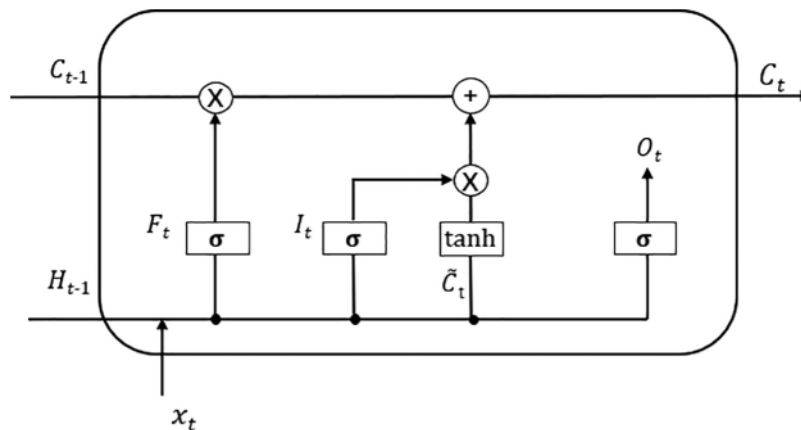 C_{t-1}
C_t
X
+
O_t
X
F_t
σ
I_t
σ
tanh
σ
H_{t-1}
C̃_t
x_t